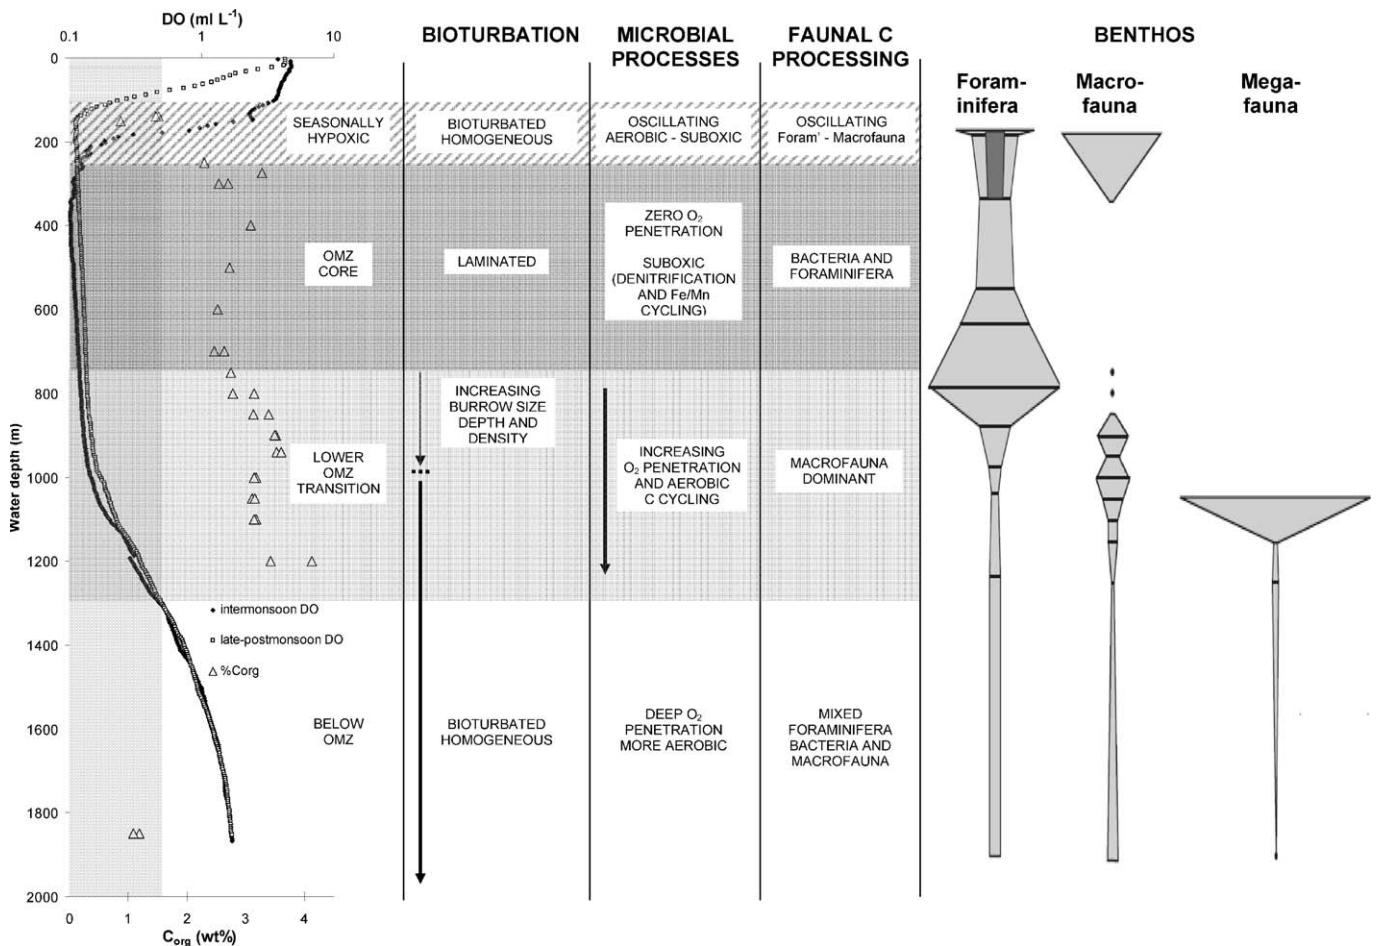 DO (ml L⁻¹)
0.1 1 10
BIOTURBATION
MICROBIAL
PROCESSES
FAUNAL C
PROCESSING
BENTHOS
Foram-
inifera
Macro-
fauna
Mega-
fauna
Water depth (m)
0
200
400
600
800
1000
1200
1400
1600
1800
2000
SEASONALLY
HYPOXIC
BIOTURBATED
HOMOGENEOUS
OSCILLATING
AEROBIC - SUBOXIC
OSCILLATING
Foram' - Macrofauna
OMZ
CORE
LAMINATED
ZERO O₂
PENETRATION
SUBOXIC
(DENITRIFICATION
AND Fe/Mn
CYCLING)
BACTERIA AND
FORAMINIFERA
LOWER
OMZ
TRANSITION
INCREASING
BURROW SIZE
DEPTH AND
DENSITY
INCREASING
O₂ PENETRATION
AND AEROBIC
C CYCLING
MACROFAUNA
DOMINANT
intermonsoon DO
late-postmonsoon DO
%Corg
BELOW
OMZ
BIOTURBATED
HOMOGENEOUS
DEEP O₂
PENETRATION
MORE AEROBIC
MIXED
FORAMINIFERA
BACTERIA AND
MACROFAUNA
0 1 2 3 4
C_org (wt%)